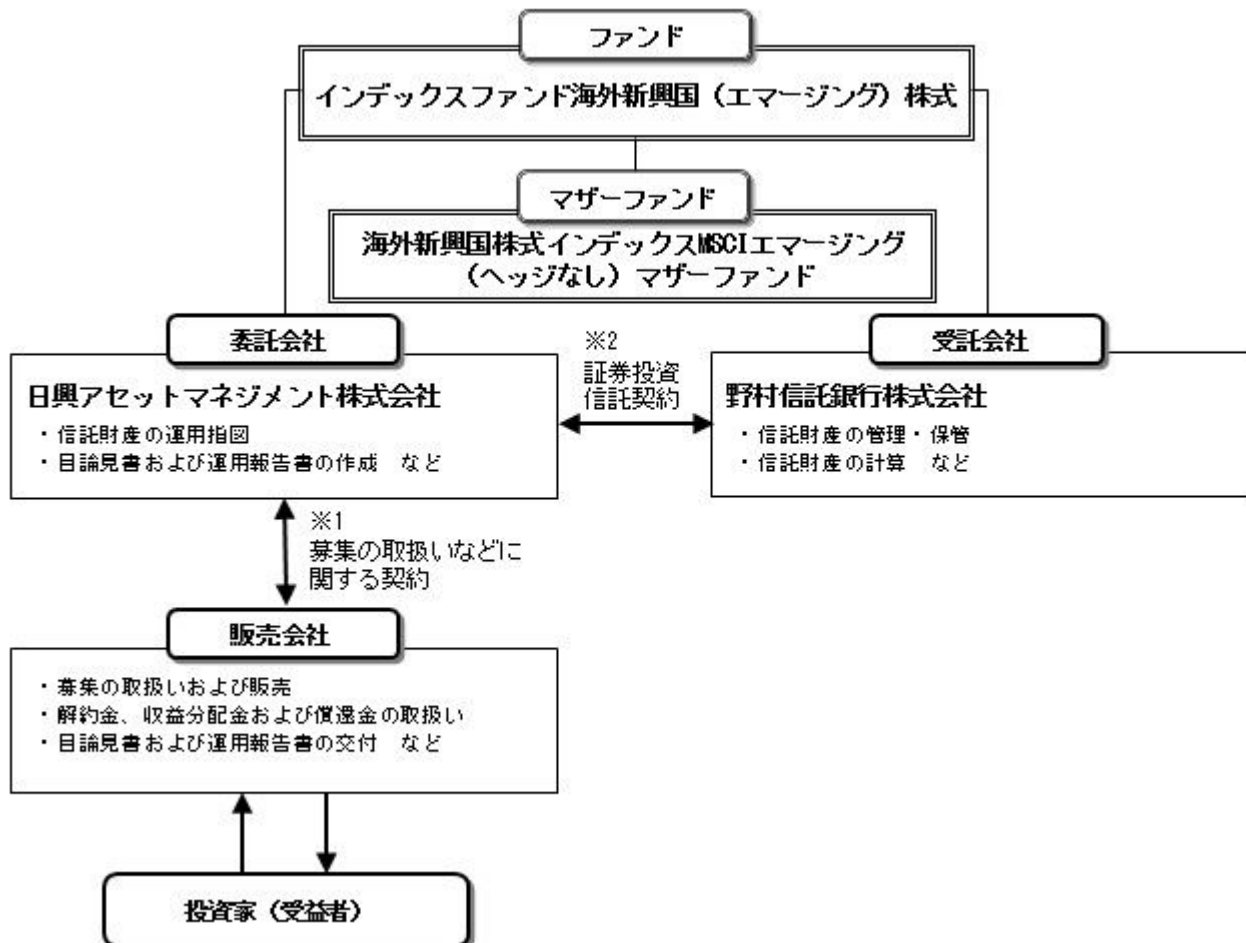 ファンド
インデックスファンド海外新興国（エマージング）株式
マザーファンド
海外新興国株式インデックスMSCIエマージング
（ヘッジなし）マザーファンド
委託会社
日興アセットマネジメント株式会社
・信託財産の運用指図
・目論見書および運用報告書の作成　など
※2
証券投資
信託契約
受託会社
野村信託銀行株式会社
・信託財産の管理・保管
・信託財産の計算　など
※1
募集の取扱いなどに
関する契約
販売会社
・募集の取扱いおよび販売
・解約金、収益分配金および償還金の取扱い
・目論見書および運用報告書の交付　など
投資家（受益者）